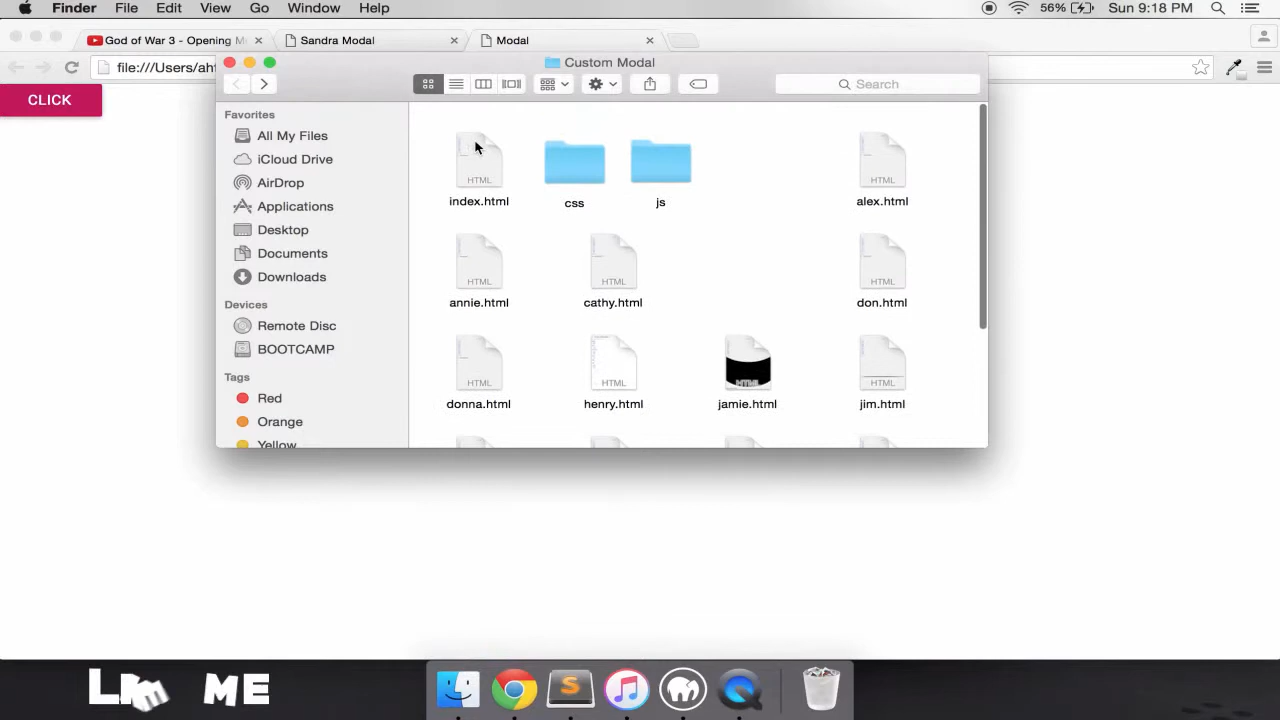 Finder File Edit View Go Window Help 56% Sun 9:18 PM
God of War 3 - Opening M Sandra Modal Modal
file:///Users/aht
Custom Modal
Search
CLICK
Favorites
All My Files
iCloud Drive
AirDrop
Applications
Desktop
Documents
Downloads
Devices
Remote Disc
BOOTCAMP
Tags
Red
Orange
Yellow
HTML HTML
index.html css js alex.html
HTML HTML HTML
annie.html cathy.html don.html
HTML HTML HTML HTML
donna.html henry.html jamie.html jim.html
ME